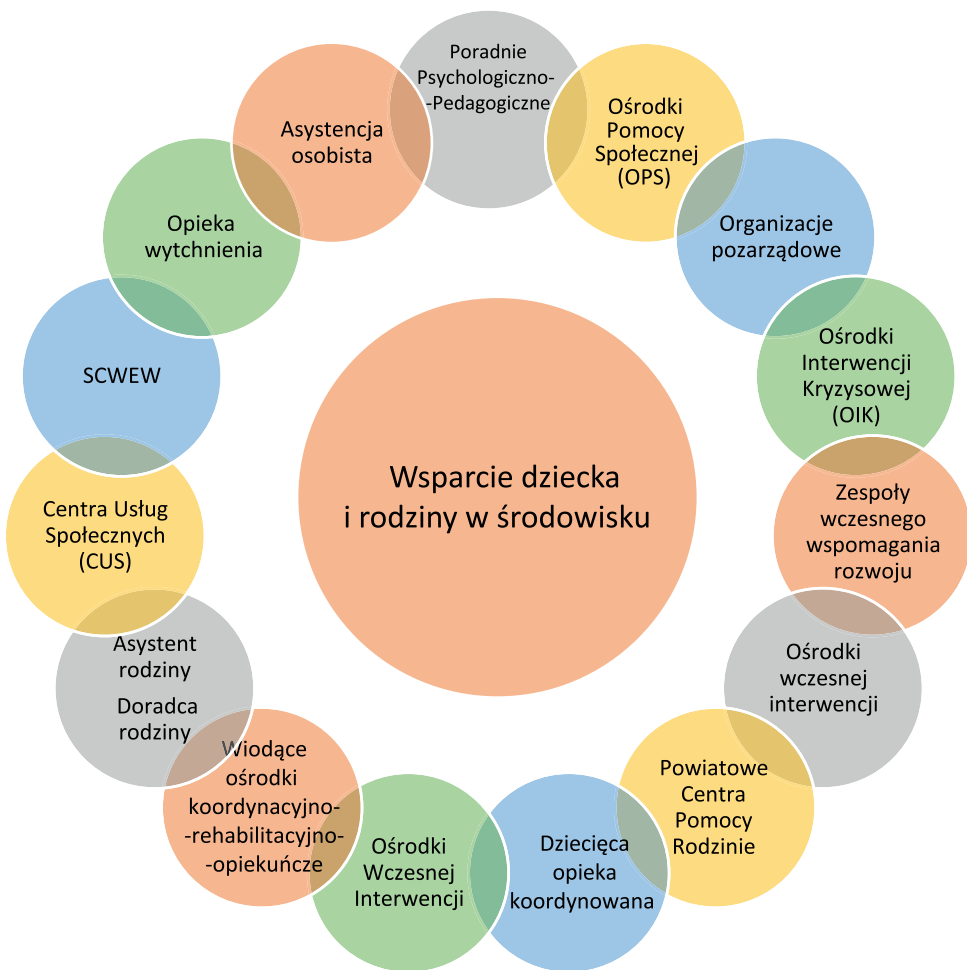 Poradnie
Psychologiczno-
-Pedagogiczne
Ośrodki
Pomocy
Społecznej
(OPS)
Organizacje
pozarządowe
Ośrodki
Interwencji
Kryzysowej
(OIK)
Zespoły
wczesnego
wspomagania
rozwoju
Ośrodki
wczesnej
interwencji
Powiatowe
Centra
Pomocy
Rodzinie
Dziecięca
opieka
koordynowana
Ośrodki
Wczesnej
Interwencji
Wiodące
ośrodki
koordynacyjno-
-rehabilitacyjno-
-opiekuńcze
Asystent
rodziny
Doradca
rodziny
Centra Usług
Społecznych
(CUS)
SCWEW
Opieka
wytchnienia
Asystencja
osobista
Wsparcie dziecka
i rodziny w środowisku